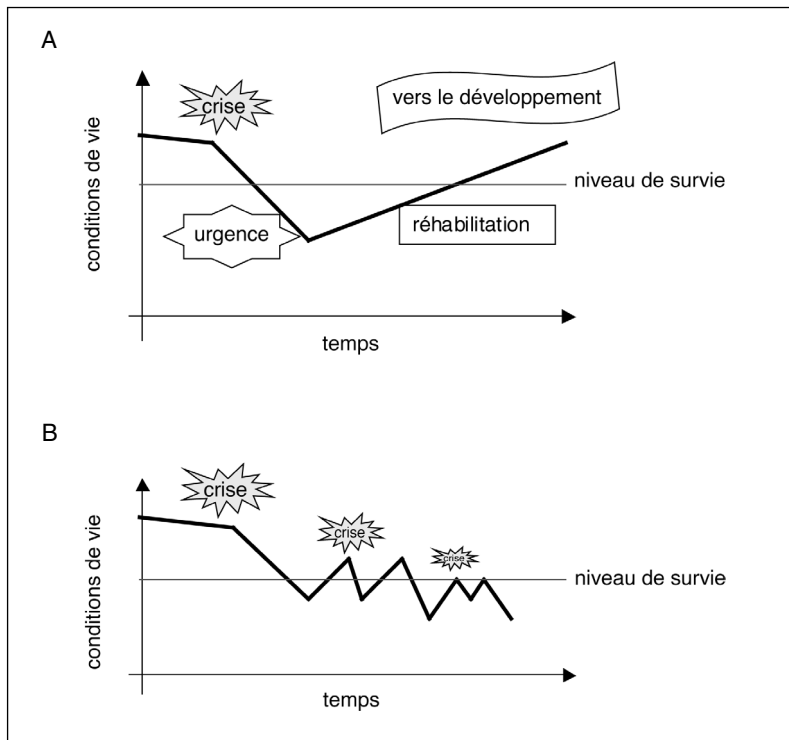 A
crise
vers le développement
conditions de vie
niveau de survie
urgence
réhabilitation
temps
B
crise
crise
crise
conditions de vie
niveau de survie
temps